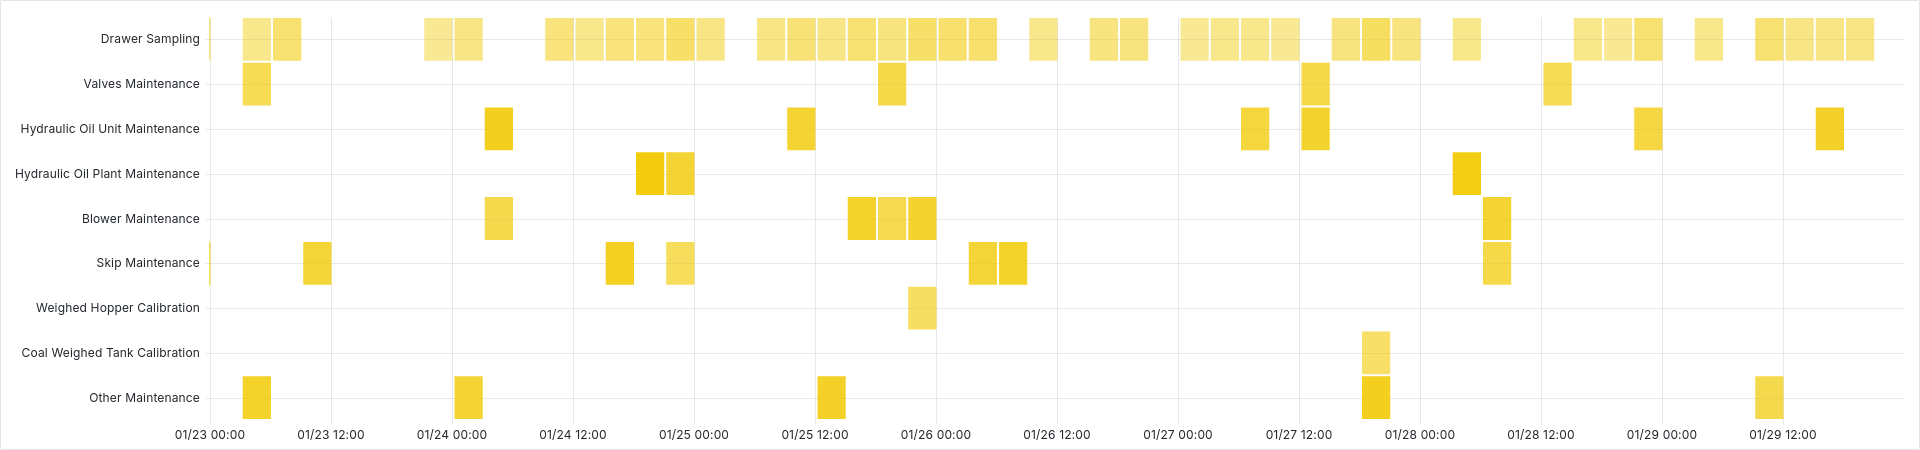 Drawer Sampling
Valves Maintenance
Hydraulic Oil Unit Maintenance
Hydraulic Oil Plant Maintenance
Blower Maintenance
Skip Maintenance
Weighed Hopper Calibration
Coal Weighed Tank Calibration
Other Maintenance
01/23 00:00 01/23 12:00 01/24 00:00 01/24 12:00 01/25 00:00 01/25 12:00 01/26 00:00 01/26 12:00 01/27 00:00 01/27 12:00 01/28 00:00 01/28 12:00 01/29 00:00 01/29 12:00